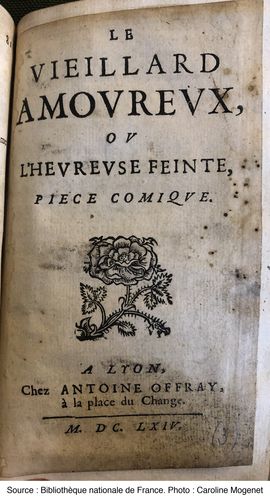 LE
VIEILLARD
AMOVREVX,
OV
L'HEVREVSE FEINTE,
PIECE COMIQVE.
A LYON,
Chez ANTOINE OFFRAY,
à la place du Change.
M. DC. LXIV.
Source : Bibliothèque nationale de France. Photo : Caroline Mogenet